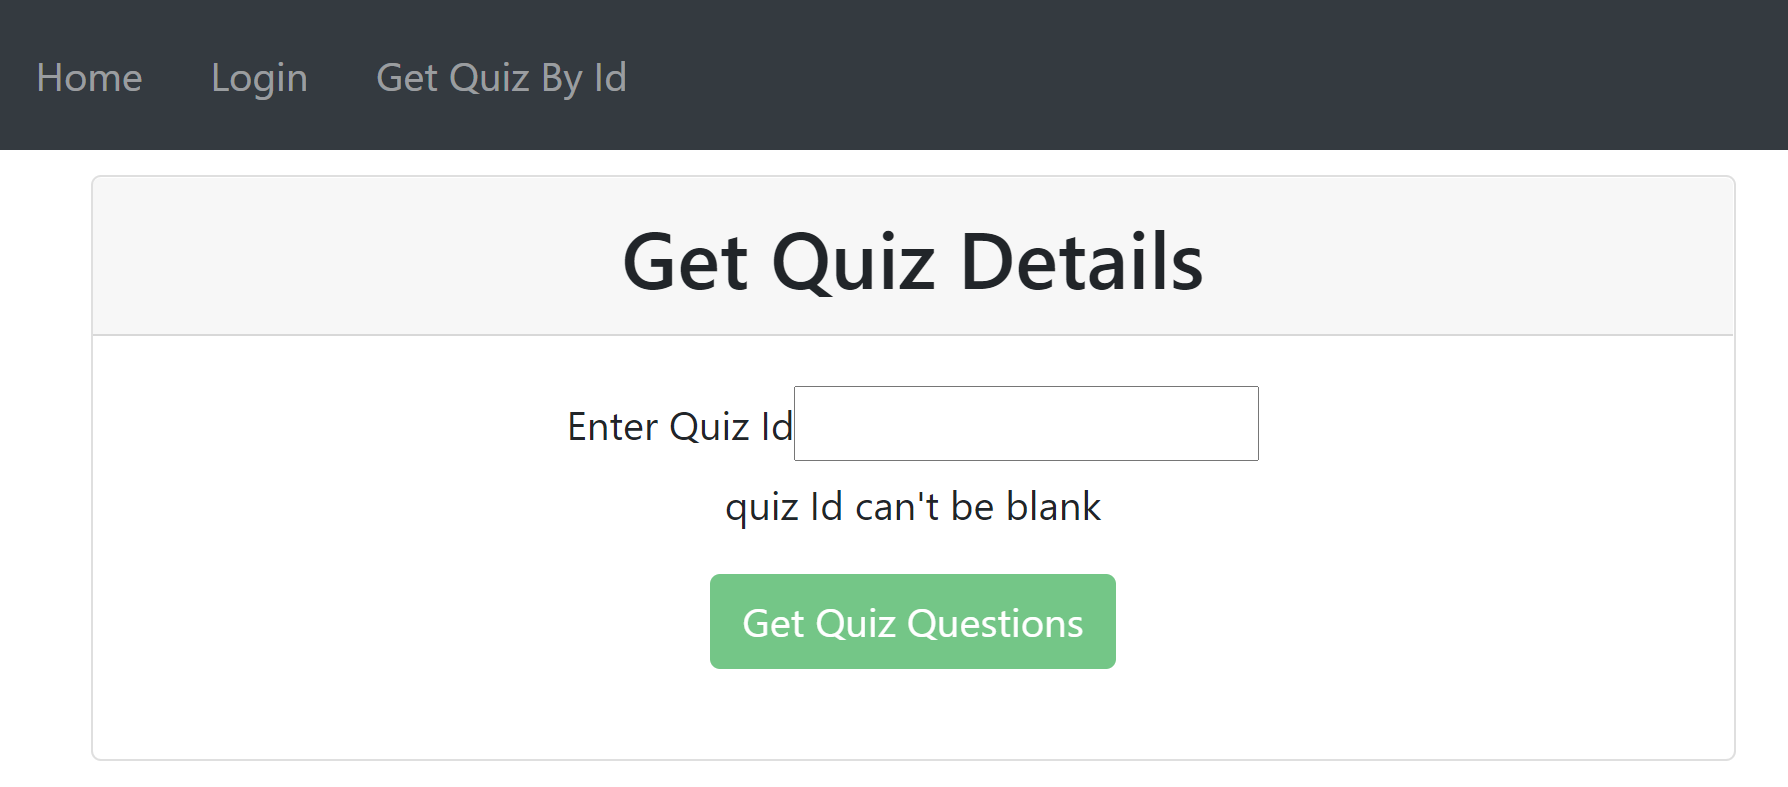 Home Login Get Quiz By Id
Get Quiz Details
Enter Quiz Id
quiz Id can't be blank
Get Quiz Questions